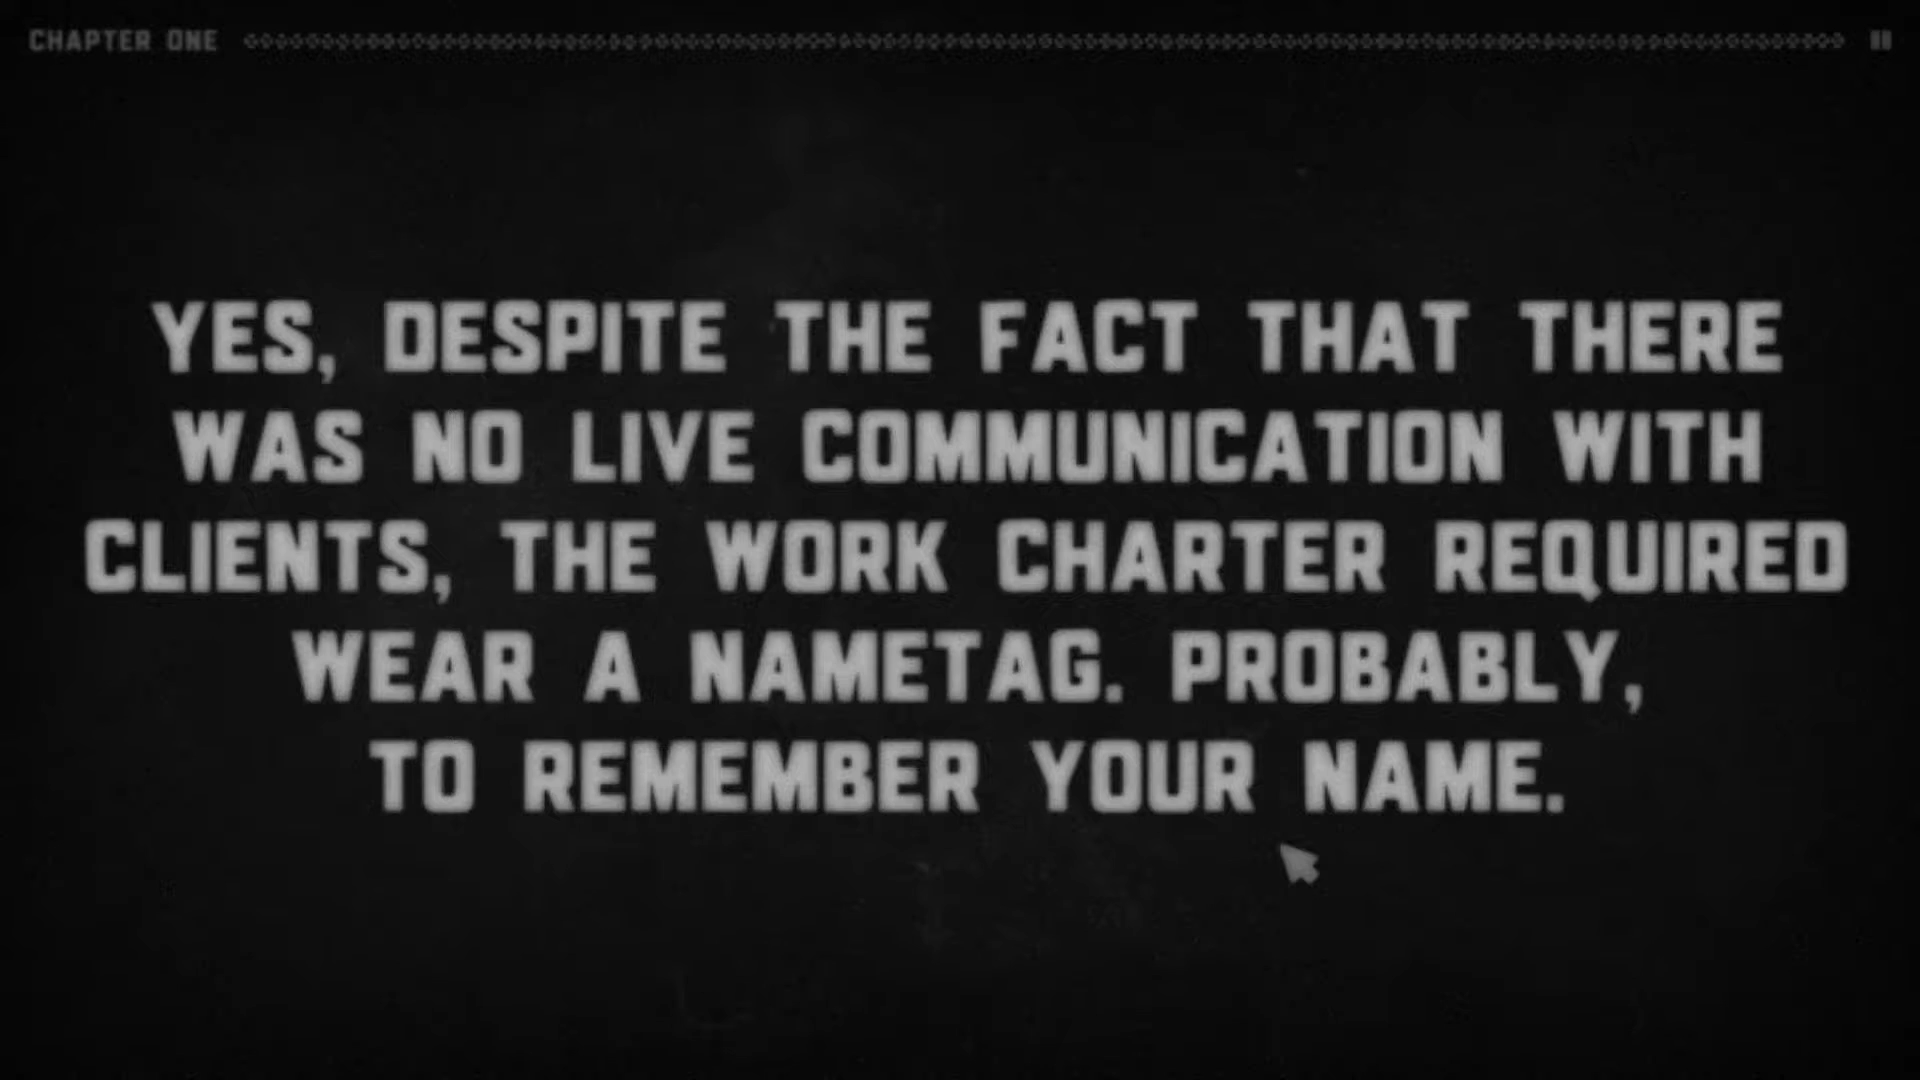 CHAPTER ONE
YES, DESPITE THE FACT THAT THERE
WAS NO LIVE COMMUNICATION WITH
CLIENTS, THE WORK CHARTER REQUIRED
WEAR A NAMETAG. PROBABLY,
TO REMEMBER YOUR NAME.